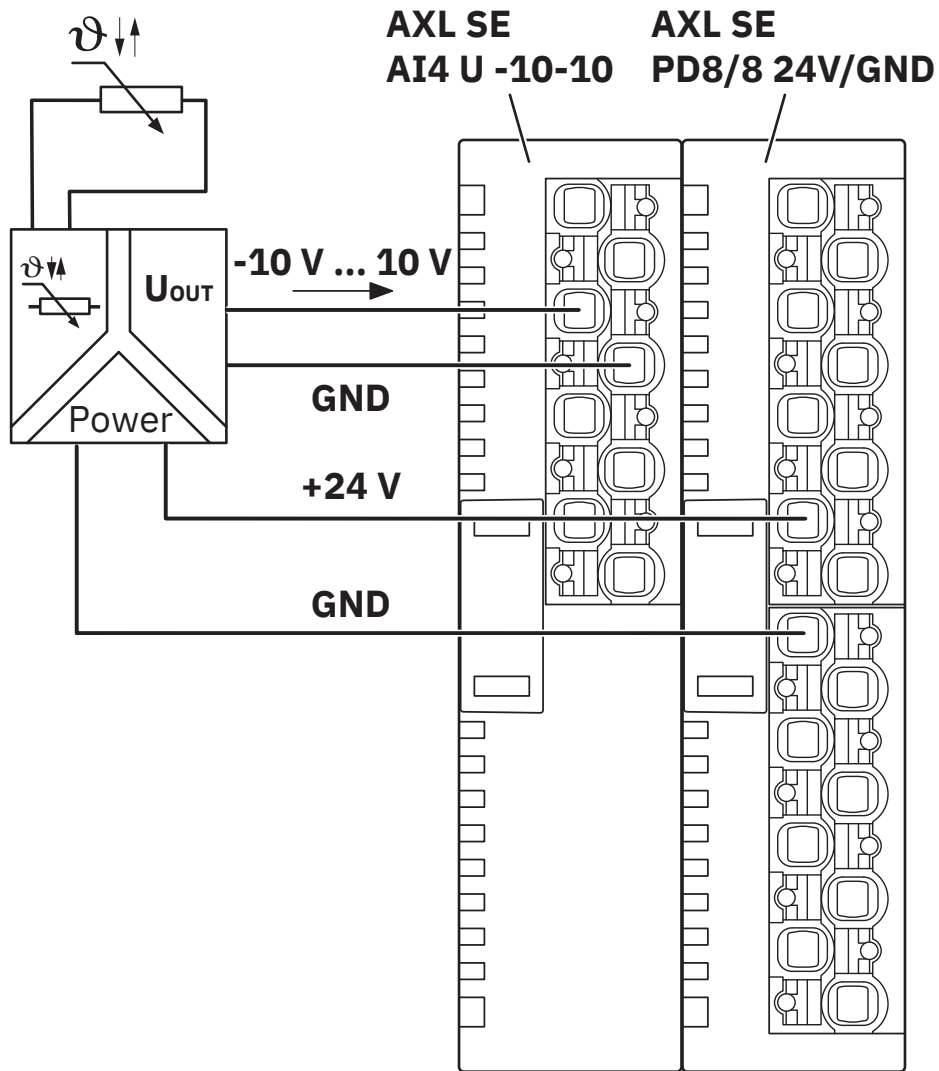 AXL SE
AI4 U -10-10
AXL SE
PD8/8 24V/GND
ϑ
ϑ
UOUT
-10 V ... 10 V
GND
Power
+24 V
GND